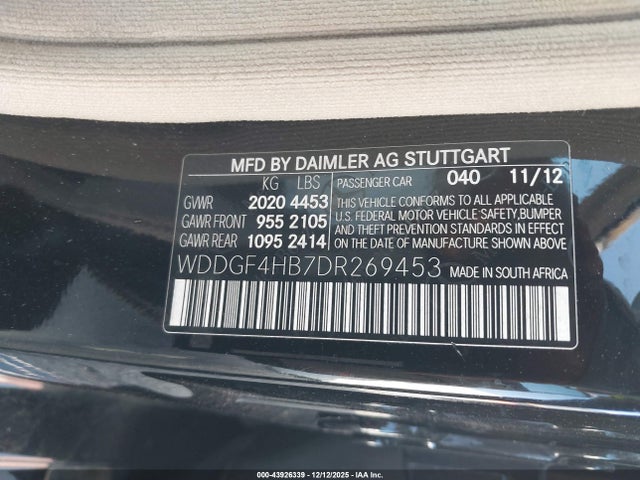 MFD BY DAIMLER AG STUTTGART
KG LBS
GVWR 2020 4453
GAWR FRONT 955 2105
GAWR REAR 1095 2414
PASSENGER CAR 040 11/12
THIS VEHICLE CONFORMS TO ALL APPLICABLE
U.S. FEDERAL MOTOR VEHICLE SAFETY,BUMPER
AND THEFT PREVENTION STANDARDS IN EFFECT
ON THE DATE OF MANUFACTURE SHOWN ABOVE.
WDDGF4HB7DR269453 MADE IN SOUTH AFRICA
000-43926339 - 12/12/2025 - IAA Inc.